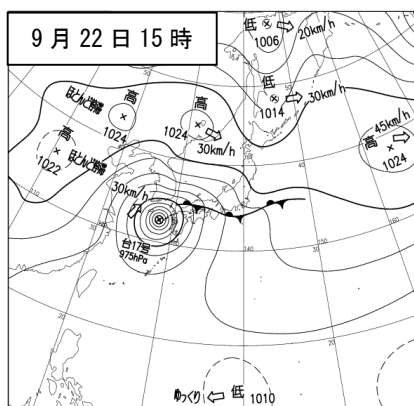 9月22日15時
低
1006
20km/h
低
1014
30km/h
高
1024
ほとんど停滞
高
1024
30km/h
高
1022
ほとんど停滞
45km/h
高
1024
30km/h
台17号
975hPa
140
150
20
20
ゆっくり
低
1010